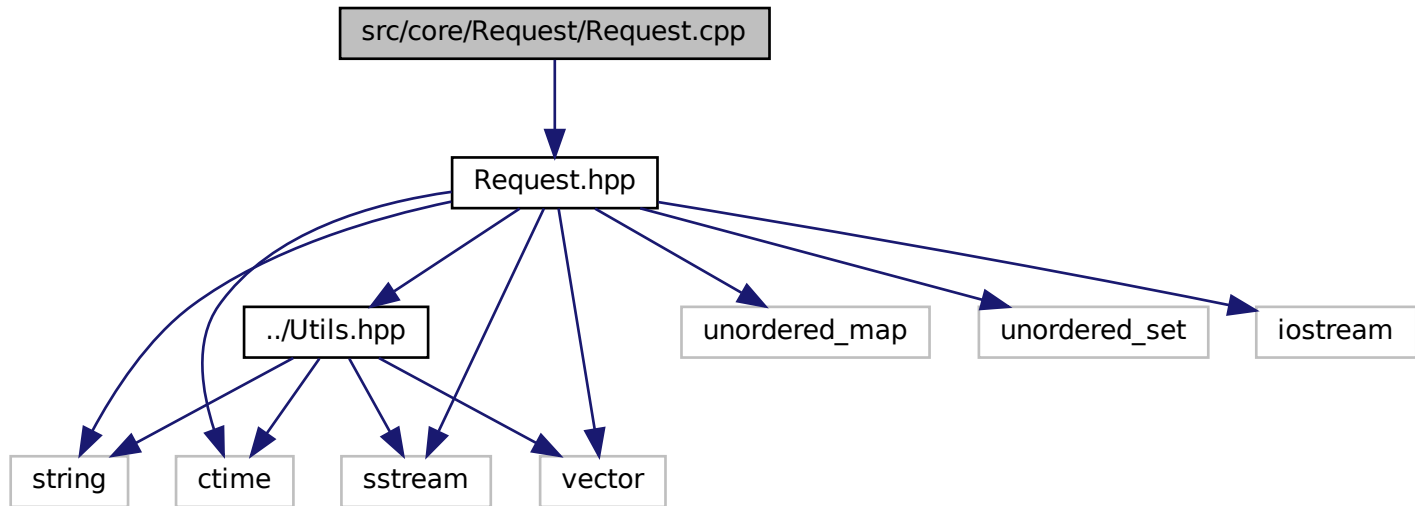 src/core/Request/Request.cpp
Request.hpp
../Utils.hpp
unordered_map
unordered_set
iostream
string
ctime
sstream
vector